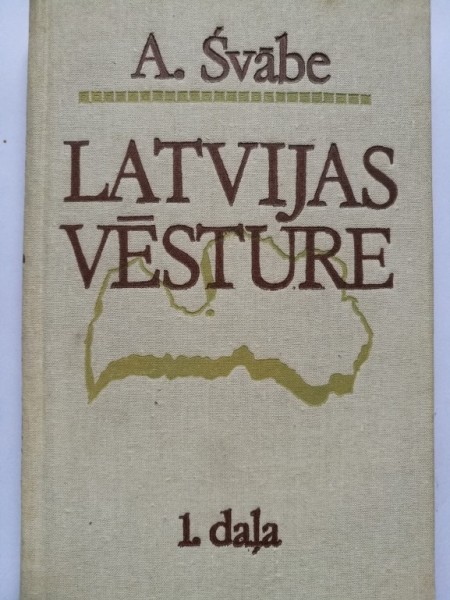 A. Švābe
LATVIJAS
VĒSTURE
1. daļa